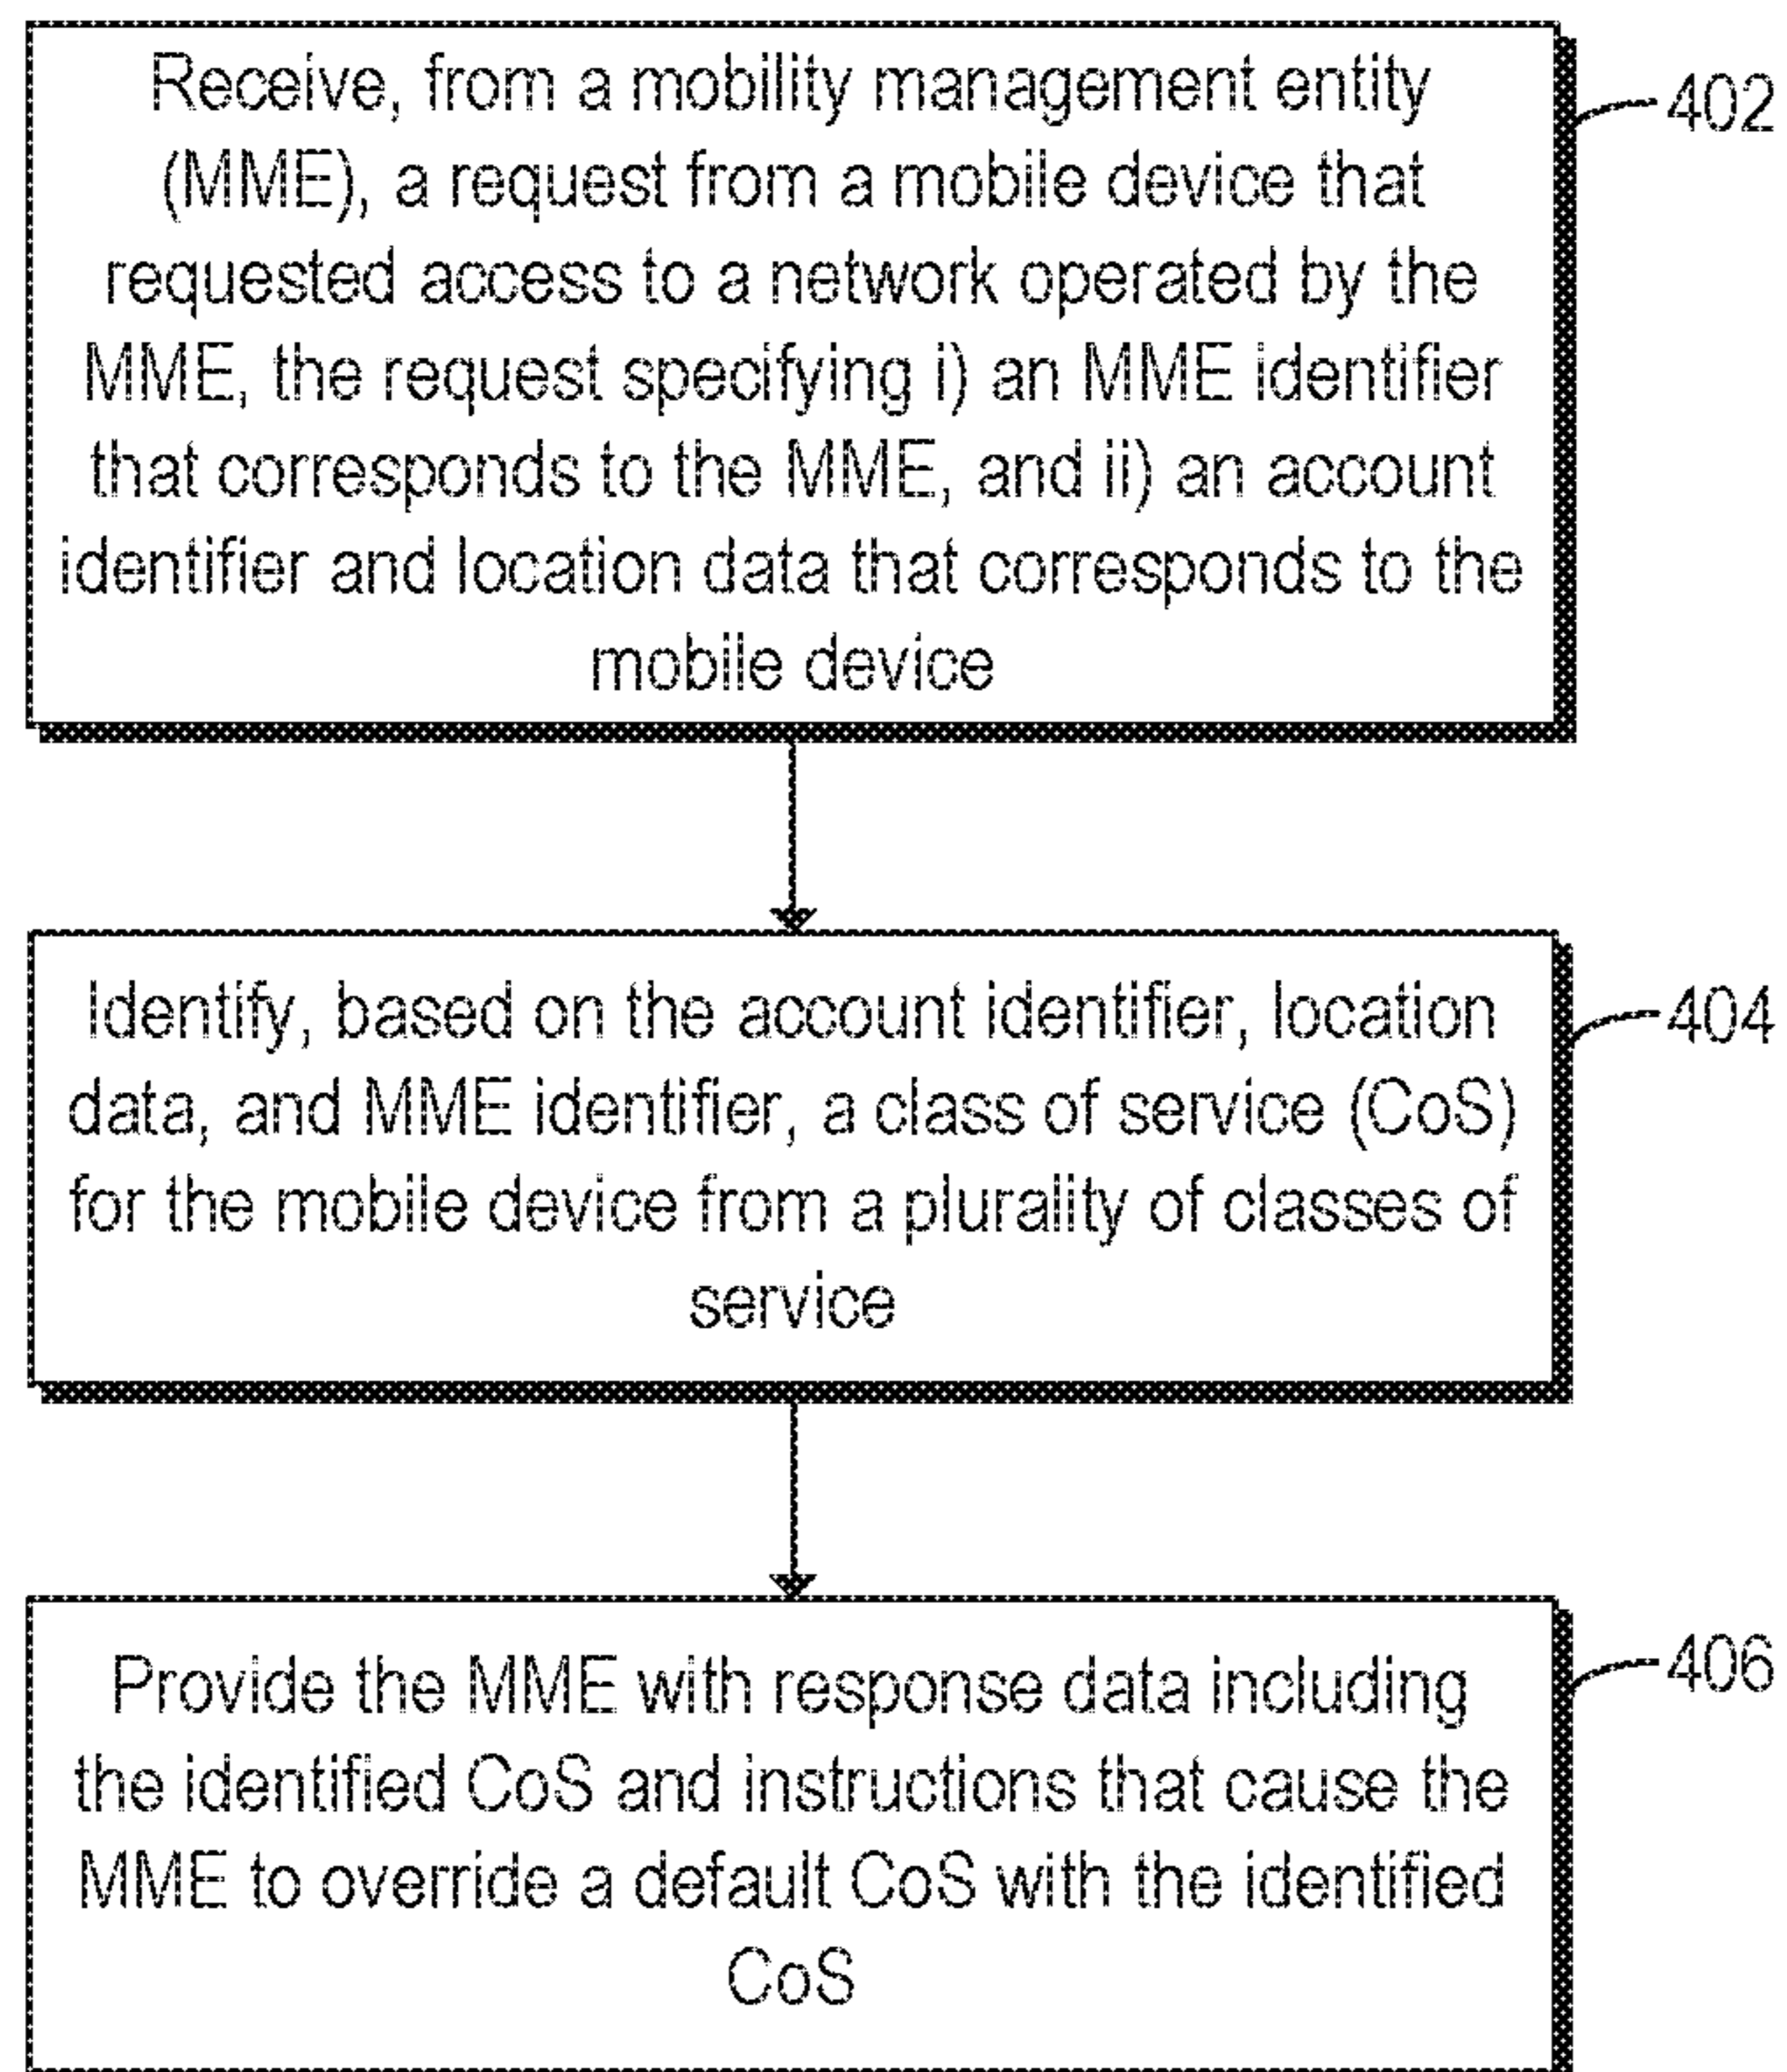 Receive, from a mobility management entity
(MME), a request from a mobile device that
requested access to a network operated by the
MME, the request specifying i) an MME identifier
that corresponds to the MME, and ii) an account
identifier and location data that corresponds to the
mobile device
402
Identify, based on the account identifier, location
data, and MME identifier, a class of service (CoS)
for the mobile device from a plurality of classes of
service
404
Provide the MME with response data including
the identified CoS and instructions that cause the
MME to override a default CoS with the identified
CoS
406